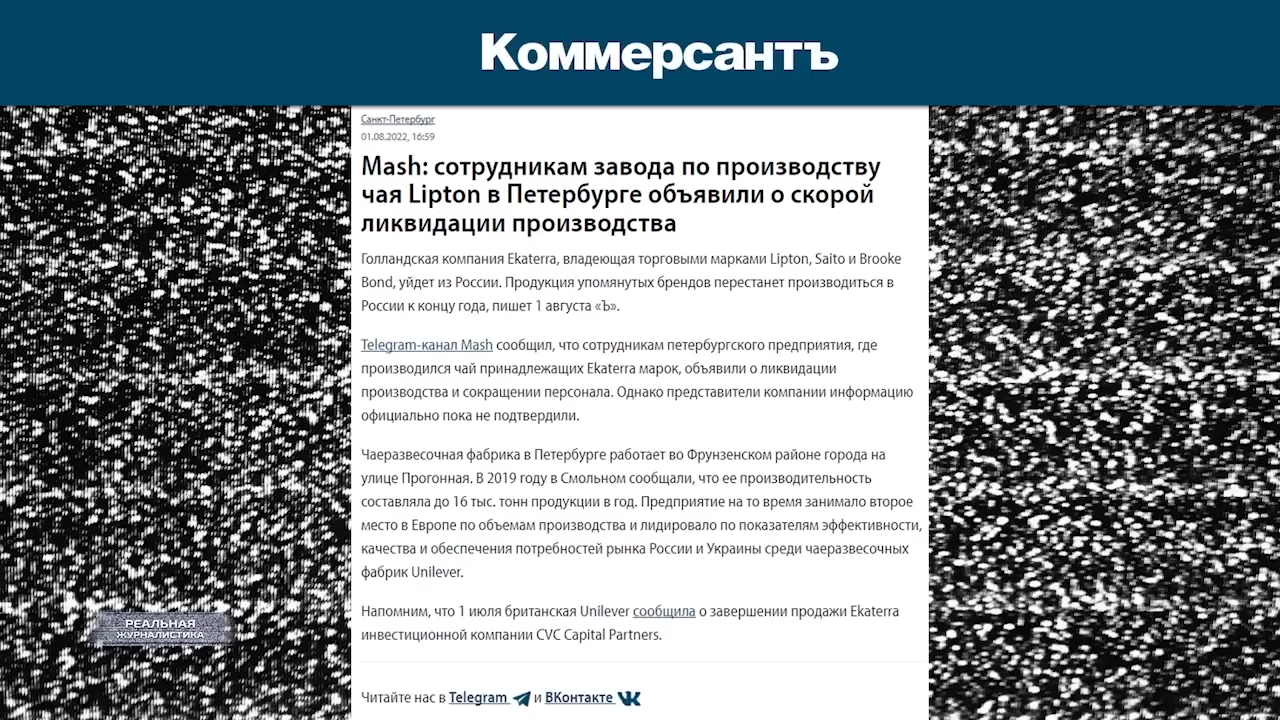 Коммерсантъ
Санкт-Петербург
01.08.2022, 16:59
Mash: сотрудникам завода по производству
чая Lipton в Петербурге объявили о скорой
ликвидации производства
Голландская компания Ekaterra, владеющая торговыми марками Lipton, Saito и Brooke
Bond, уйдет из России. Продукция упомянутых брендов перестанет производиться в
России к концу года, пишет 1 августа «Ъ».
Telegram-канал Mash сообщил, что сотрудникам петербургского предприятия, где
производился чай принадлежащих Ekaterra марок, объявили о ликвидации
производства и сокращении персонала. Однако представители компании информацию
официально пока не подтвердили.
Чаеразвесочная фабрика в Петербурге работает во Фрунзенском районе города на
улице Прогонная. В 2019 году в Смольном сообщали, что ее производительность
составляла до 16 тыс. тонн продукции в год. Предприятие на то время занимало второе
место в Европе по объемам производства и лидировало по показателям эффективности,
качества и обеспечения потребностей рынка России и Украины среди чаеразвесочных
фабрик Unilever.
Напомним, что 1 июля британская Unilever сообщила о завершении продажи Ekaterra
инвестиционной компании CVC Capital Partners.
Читайте нас в Telegram и ВКонтакте
РЕАЛЬНАЯ
ЖУРНАЛИСТИКА